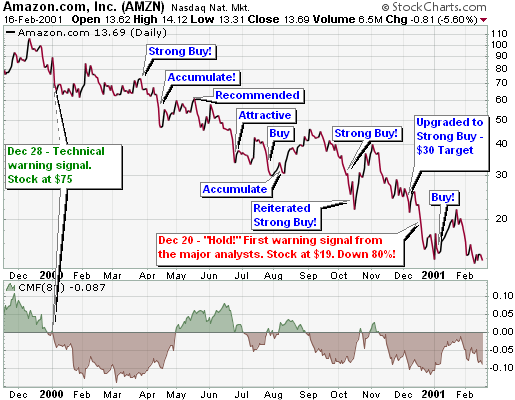 Amazon.com, Inc. (AMZN) Nasdaq Nat. Mkt. © StockCharts.com
16-Feb-2001 Open 13.62 High 14.12 Low 13.31 Close 13.69 Volume 6.5M Chg -0.81 (-5.60%)
Amazon.com 13.69 (Daily)
110
100
90
80
70
60
50
40
30
20
Strong Buy!
Accumulate!
Recommended
Attractive
Buy
Accumulate
Strong Buy!
Reiterated
Strong Buy!
Upgraded to
Strong Buy -
$30 Target
Buy!
Dec 28 - Technical
warning signal.
Stock at $75
Dec 20 - "Hold!" First warning signal from
the major analysts. Stock at $19. Down 80%!
Dec 2000 Feb Mar Apr May Jun Jul Aug Sep Oct Nov Dec 2001 Feb
CMF(81) -0.087
0.10
0.05
0.00
-0.05
-0.10
Dec 2000 Feb Mar Apr May Jun Jul Aug Sep Oct Nov Dec 2001 Feb